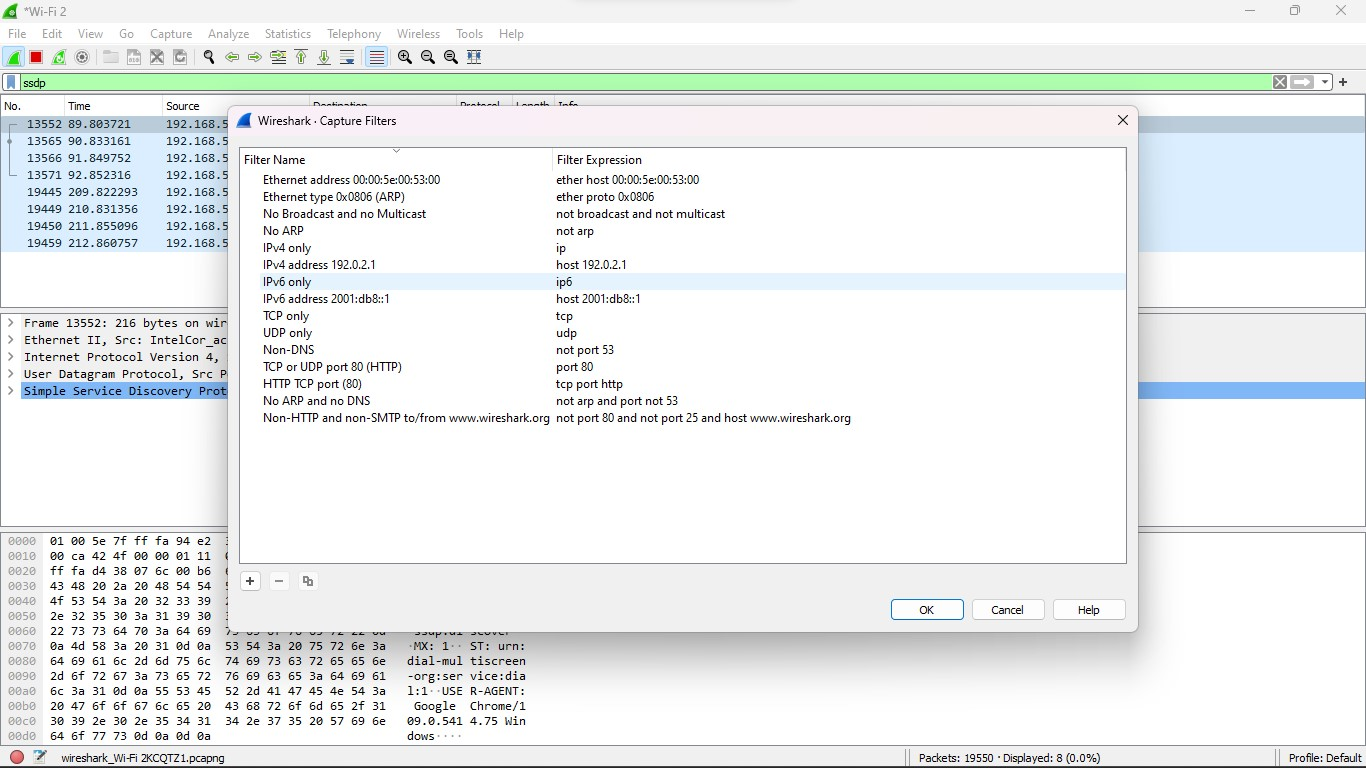 *Wi-Fi 2
File Edit View Go Capture Analyze Statistics Telephony Wireless Tools Help
ssdp
No. Time Source Destination Protocol Length Info
13552 89.803721 192.168.5
13565 90.833161 192.168.5
13566 91.849752 192.168.5
13571 92.852316 192.168.5
19445 209.822293 192.168.5
19449 210.831356 192.168.5
19450 211.855096 192.168.5
19459 212.860757 192.168.5
Wireshark · Capture Filters
Filter Name Filter Expression
Ethernet address 00:00:5e:00:53:00 ether host 00:00:5e:00:53:00
Ethernet type 0x0806 (ARP) ether proto 0x0806
No Broadcast and no Multicast not broadcast and not multicast
No ARP not arp
IPv4 only ip
IPv4 address 192.0.2.1 host 192.0.2.1
IPv6 only ip6
IPv6 address 2001:db8::1 host 2001:db8::1
TCP only tcp
UDP only udp
Non-DNS not port 53
TCP or UDP port 80 (HTTP) port 80
HTTP TCP port (80) tcp port http
No ARP and no DNS not arp and port not 53
Non-HTTP and non-SMTP to/from www.wireshark.org not port 80 and not port 25 and host www.wireshark.org
OK Cancel Help
Frame 13552: 216 bytes on wir
Ethernet II, Src: IntelCor_ac
Internet Protocol Version 4,
User Datagram Protocol, Src P
Simple Service Discovery Prot
0000 01 00 5e 7f ff fa 94 e2
0010 00 ca 42 4f 00 00 01 11
0020 ff fa d4 38 07 6c 00 b6
0030 43 48 20 2a 20 48 54 54
0040 4f 53 54 3a 20 32 33 39
0050 2e 32 35 30 3a 31 39 30
0060 22 73 73 64 70 3a 64 69
0070 0a 4d 58 3a 20 31 0d 0a 53 54 3a 20 75 72 6e 3a ·MX: 1·· ST: urn:
0080 64 69 61 6c 2d 6d 75 6c 74 69 73 63 72 65 65 6e dial-mul tiscreen
0090 2d 6f 72 67 3a 73 65 72 76 69 63 65 3a 64 69 61 -org:ser vice:dia
00a0 6c 3a 31 0d 0a 55 53 45 52 2d 41 47 45 4e 54 3a l:1··USE R-AGENT:
00b0 20 47 6f 6f 67 6c 65 20 43 68 72 6f 6d 65 2f 31 Google Chrome/1
00c0 30 39 2e 30 2e 35 34 31 34 2e 37 35 20 57 69 6e 09.0.541 4.75 Win
00d0 64 6f 77 73 0d 0a 0d 0a dows····
wireshark_Wi-Fi 2KCQTZ1.pcapng Packets: 19550 · Displayed: 8 (0.0%) Profile: Default